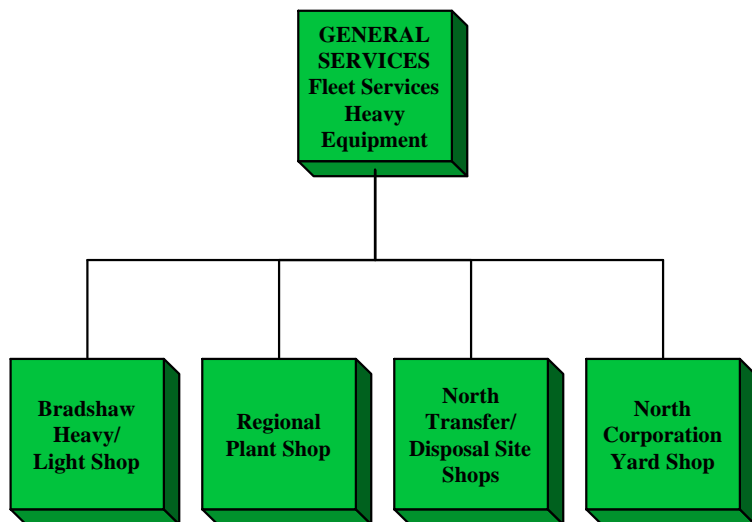 GENERAL
SERVICES
Fleet Services
Heavy
Equipment
Bradshaw
Heavy/
Light Shop
Regional
Plant Shop
North
Transfer/
Disposal Site
Shops
North
Corporation
Yard Shop